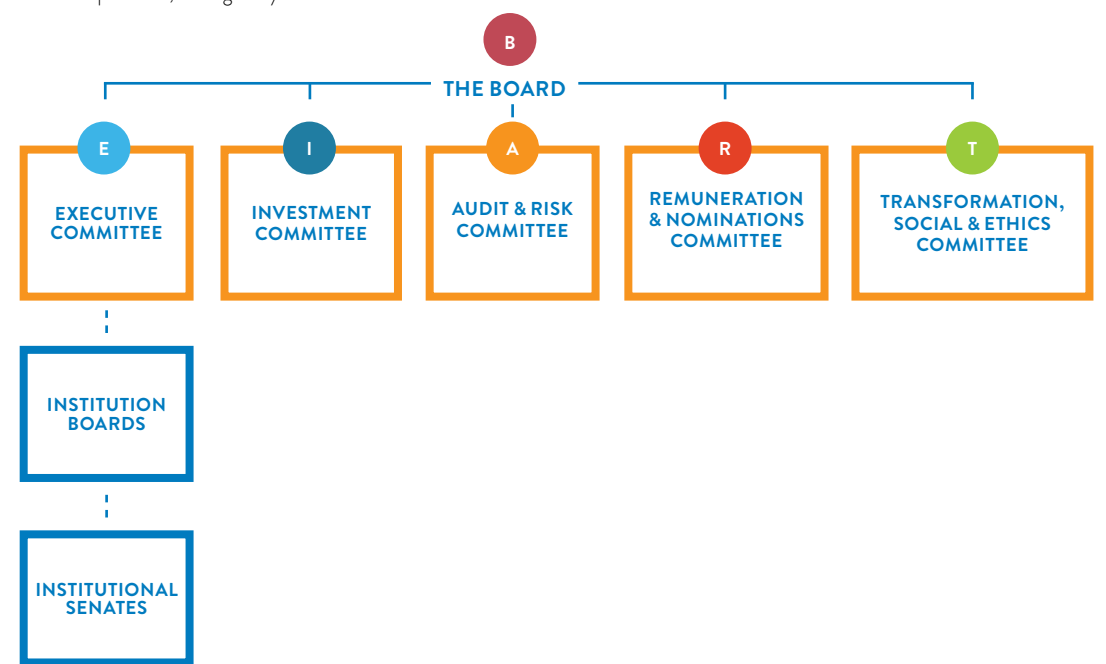 B
THE BOARD
E
I
A
R
T
EXECUTIVE
COMMITTEE
INVESTMENT
COMMITTEE
AUDIT & RISK
COMMITTEE
REMUNERATION
& NOMINATIONS
COMMITTEE
TRANSFORMATION,
SOCIAL & ETHICS
COMMITTEE
INSTITUTION
BOARDS
INSTITUTIONAL
SENATES